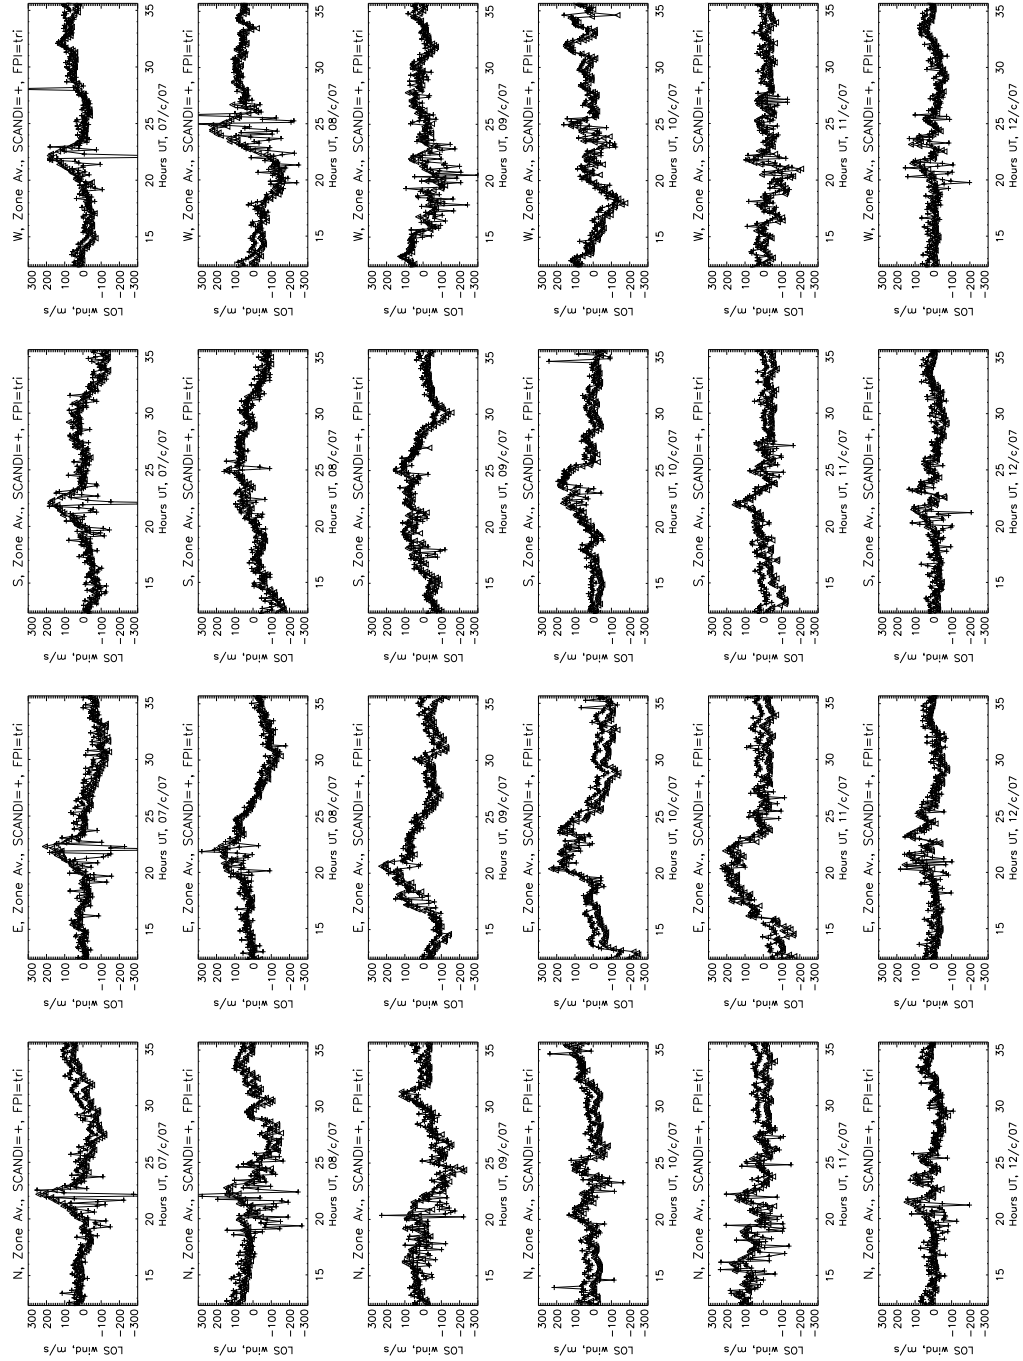 N, Zone Av., SCANDI=+, FPI=tri E, Zone Av., SCANDI=+, FPI=tri S, Zone Av., SCANDI=+, FPI=tri W, Zone Av., SCANDI=+, FPI=tri
300 300 300 300
200 200 200 200
100 100 100 100
0 0 0 0
-100 -100 -100 -100
-200 -200 -200 -200
-300 -300 -300 -300
LOS wind, m/s LOS wind, m/s LOS wind, m/s LOS wind, m/s
15 20 25 30 35 15 20 25 30 35 15 20 25 30 35 15 20 25 30 35
Hours UT, 07/c/07 Hours UT, 07/c/07 Hours UT, 07/c/07 Hours UT, 07/c/07
N, Zone Av., SCANDI=+, FPI=tri E, Zone Av., SCANDI=+, FPI=tri S, Zone Av., SCANDI=+, FPI=tri W, Zone Av., SCANDI=+, FPI=tri
300 300 300 300
200 200 200 200
100 100 100 100
0 0 0 0
-100 -100 -100 -100
-200 -200 -200 -200
-300 -300 -300 -300
LOS wind, m/s LOS wind, m/s LOS wind, m/s LOS wind, m/s
15 20 25 30 35 15 20 25 30 35 15 20 25 30 35 15 20 25 30 35
Hours UT, 08/c/07 Hours UT, 08/c/07 Hours UT, 08/c/07 Hours UT, 08/c/07
N, Zone Av., SCANDI=+, FPI=tri E, Zone Av., SCANDI=+, FPI=tri S, Zone Av., SCANDI=+, FPI=tri W, Zone Av., SCANDI=+, FPI=tri
300 300 300 300
200 200 200 200
100 100 100 100
0 0 0 0
-100 -100 -100 -100
-200 -200 -200 -200
-300 -300 -300 -300
LOS wind, m/s LOS wind, m/s LOS wind, m/s LOS wind, m/s
15 20 25 30 35 15 20 25 30 35 15 20 25 30 35 15 20 25 30 35
Hours UT, 09/c/07 Hours UT, 09/c/07 Hours UT, 09/c/07 Hours UT, 09/c/07
N, Zone Av., SCANDI=+, FPI=tri E, Zone Av., SCANDI=+, FPI=tri S, Zone Av., SCANDI=+, FPI=tri W, Zone Av., SCANDI=+, FPI=tri
300 300 300 300
200 200 200 200
100 100 100 100
0 0 0 0
-100 -100 -100 -100
-200 -200 -200 -200
-300 -300 -300 -300
LOS wind, m/s LOS wind, m/s LOS wind, m/s LOS wind, m/s
15 20 25 30 35 15 20 25 30 35 15 20 25 30 35 15 20 25 30 35
Hours UT, 10/c/07 Hours UT, 10/c/07 Hours UT, 10/c/07 Hours UT, 10/c/07
N, Zone Av., SCANDI=+, FPI=tri E, Zone Av., SCANDI=+, FPI=tri S, Zone Av., SCANDI=+, FPI=tri W, Zone Av., SCANDI=+, FPI=tri
300 300 300 300
200 200 200 200
100 100 100 100
0 0 0 0
-100 -100 -100 -100
-200 -200 -200 -200
-300 -300 -300 -300
LOS wind, m/s LOS wind, m/s LOS wind, m/s LOS wind, m/s
15 20 25 30 35 15 20 25 30 35 15 20 25 30 35 15 20 25 30 35
Hours UT, 11/c/07 Hours UT, 11/c/07 Hours UT, 11/c/07 Hours UT, 11/c/07
N, Zone Av., SCANDI=+, FPI=tri E, Zone Av., SCANDI=+, FPI=tri S, Zone Av., SCANDI=+, FPI=tri W, Zone Av., SCANDI=+, FPI=tri
300 300 300 300
200 200 200 200
100 100 100 100
0 0 0 0
-100 -100 -100 -100
-200 -200 -200 -200
-300 -300 -300 -300
LOS wind, m/s LOS wind, m/s LOS wind, m/s LOS wind, m/s
15 20 25 30 35 15 20 25 30 35 15 20 25 30 35 15 20 25 30 35
Hours UT, 12/c/07 Hours UT, 12/c/07 Hours UT, 12/c/07 Hours UT, 12/c/07